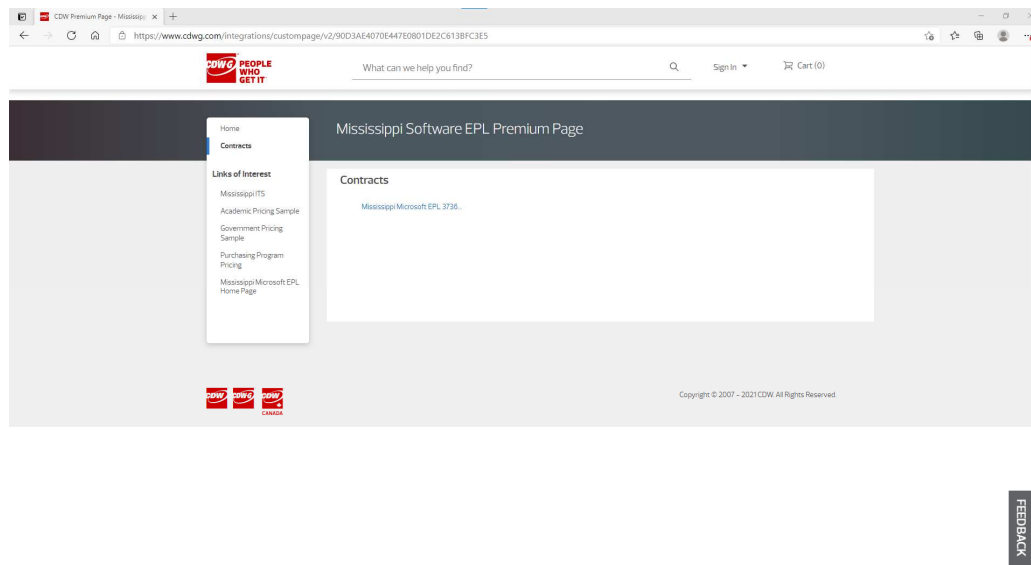 CDW Premium Page - Mississip
https://www.cdwg.com/integrations/custompage/v2/90D3AE4070E447E0801DE2C613BFC3E5
CDWG PEOPLE
WHO
GET IT
What can we help you find?
Sign In
Cart (0)
Home
Contracts
Links of Interest
Mississippi ITS
Academic Pricing Sample
Government Pricing
Sample
Purchasing Program
Pricing
Mississippi Microsoft EPL
Home Page
Mississippi Software EPL Premium Page
Contracts
Mississippi Microsoft EPL 3736...
CDW CDWG CDW
CANADA
Copyright © 2007 - 2021 CDW. All Rights Reserved.
FEEDBACK